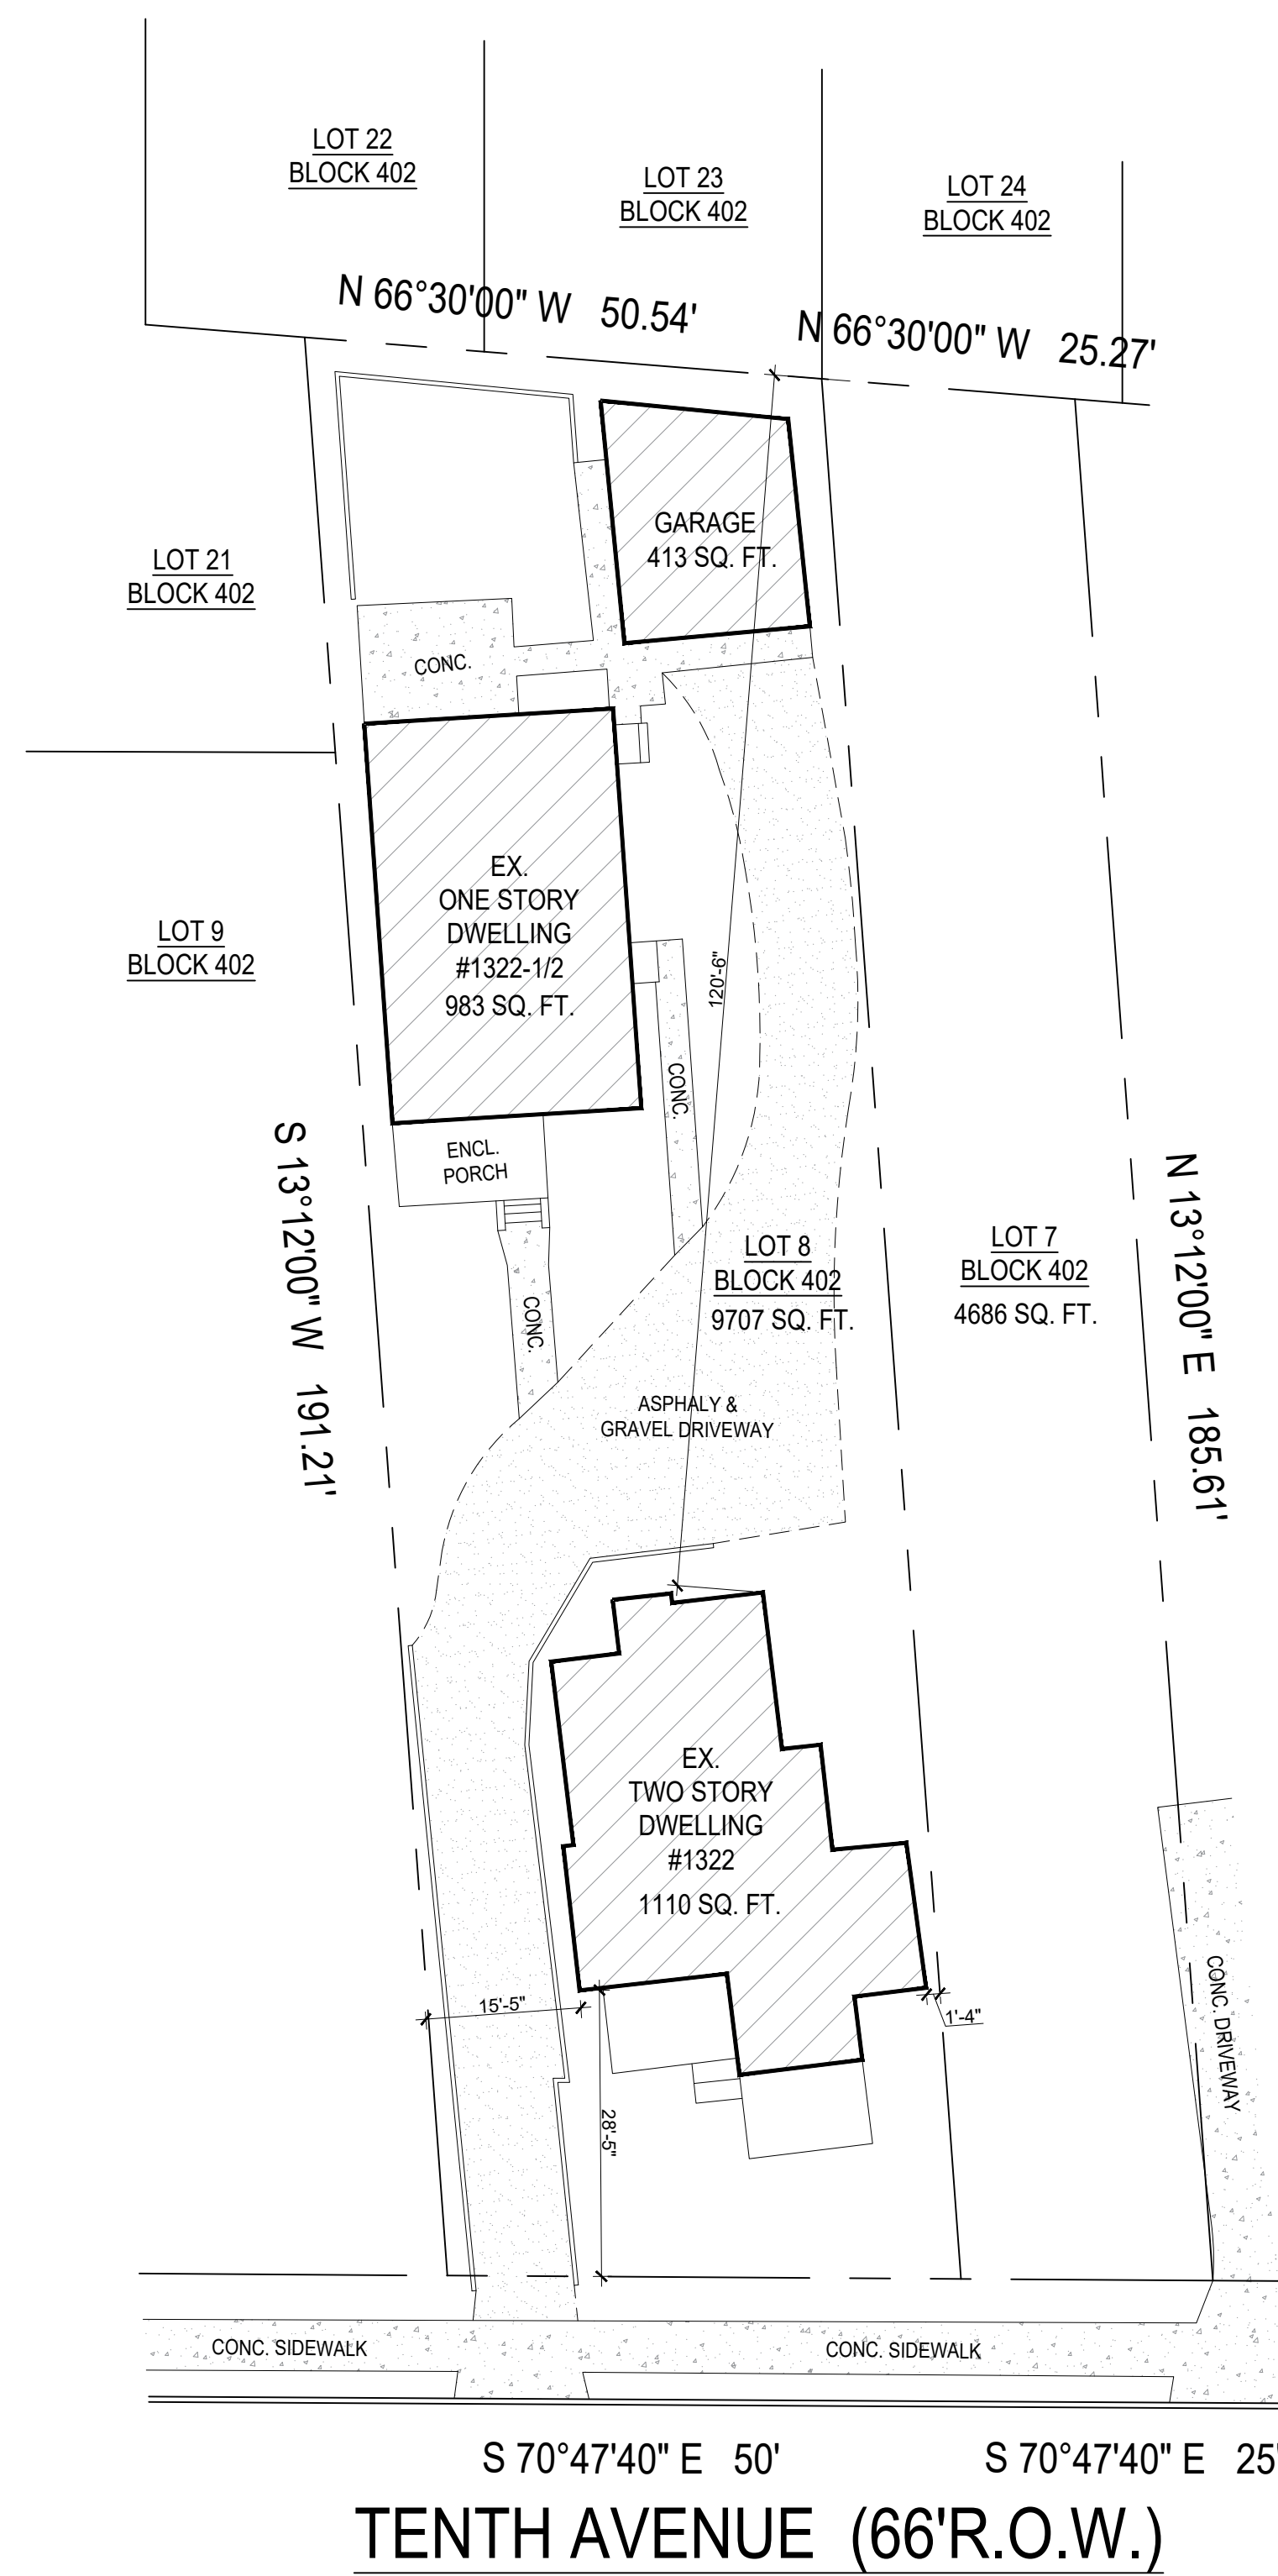 LOT 22
BLOCK 402
LOT 23
BLOCK 402
LOT 24
BLOCK 402
N 66°30'00" W 50.54'
N 66°30'00" W 25.27'
GARAGE
413 SQ. FT.
LOT 21
BLOCK 402
CONC.
EX.
ONE STORY
DWELLING
#1322-1/2
983 SQ. FT.
LOT 9
BLOCK 402
120'-6"
CONC.
ENCL.
PORCH
S 13°12'00" W 191.21'
N 13°12'00" E 185.61'
LOT 8
BLOCK 402
9707 SQ. FT.
LOT 7
BLOCK 402
4686 SQ. FT.
CONC.
ASPHALY &
GRAVEL DRIVEWAY
EX.
TWO STORY
DWELLING
#1322
1110 SQ. FT.
15'-5"
1'-4"
CONC. DRIVEWAY
28'-5"
CONC. SIDEWALK
CONC. SIDEWALK
S 70°47'40" E 50'
S 70°47'40" E 25'
TENTH AVENUE (66'R.O.W.)